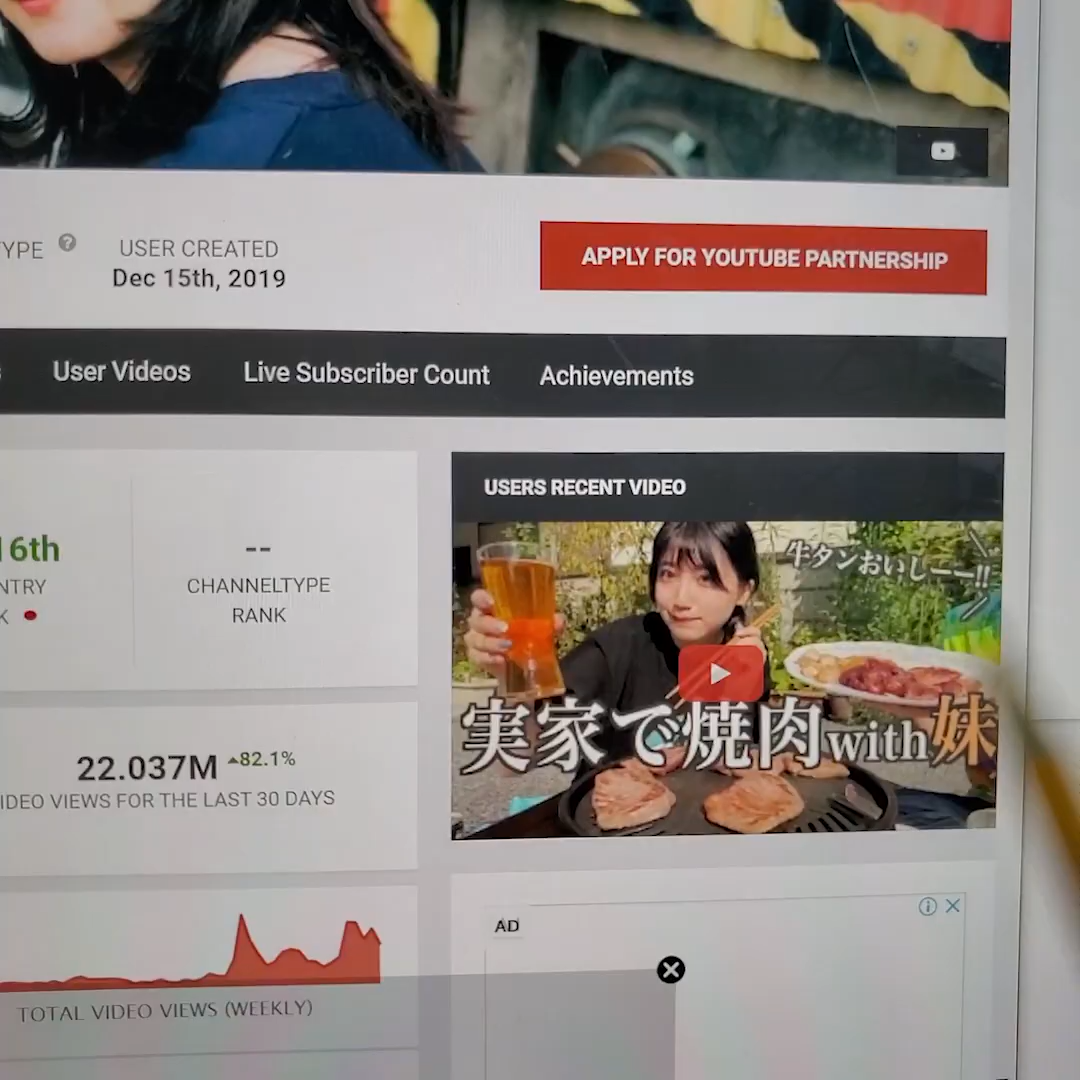 YPE ?
USER CREATED
Dec 15th, 2019
APPLY FOR YOUTUBE PARTNERSHIP
User Videos
Live Subscriber Count
Achievements
16th
NTRY
K
--
CHANNELTYPE
RANK
USERS RECENT VIDEO
牛タンおいしーー!!
実家で焼肉with妹
22.037M 82.1%
IDEO VIEWS FOR THE LAST 30 DAYS
AD
TOTAL VIDEO VIEWS (WEEKLY)